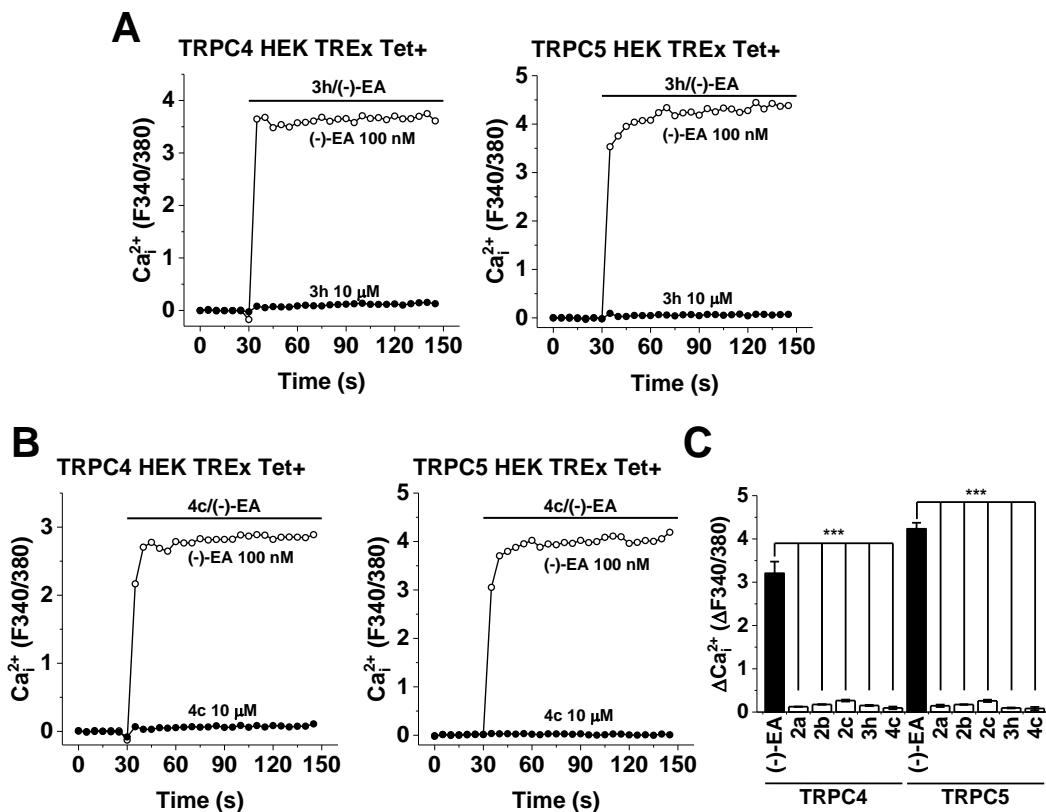 A
TRPC4 HEK TREx Tet+
TRPC5 HEK TREx Tet+
3h/(-)-EA
(-)-EA 100 nM
3h 10 µM
Ca²⁺ᵢ (F340/380)
4
3
2
1
0
0 30 60 90 120 150
Time (s)
3h/(-)-EA
(-)-EA 100 nM
3h 10 µM
Ca²⁺ᵢ (F340/380)
5
4
3
2
1
0
0 30 60 90 120 150
Time (s)
B
TRPC4 HEK TREx Tet+
TRPC5 HEK TREx Tet+
4c/(-)-EA
(-)-EA 100 nM
4c 10 µM
Ca²⁺ᵢ (F340/380)
3
2
1
0
0 30 60 90 120 150
Time (s)
4c/(-)-EA
(-)-EA 100 nM
4c 10 µM
Ca²⁺ᵢ (F340/380)
5
4
3
2
1
0
0 30 60 90 120 150
Time (s)
C
***
***
ΔCa²⁺ᵢ (ΔF340/380)
5
4
3
2
1
0
(-)-EA 2a 2b 2c 3h 4c (-)-EA 2a 2b 2c 3h 4c
TRPC4 TRPC5